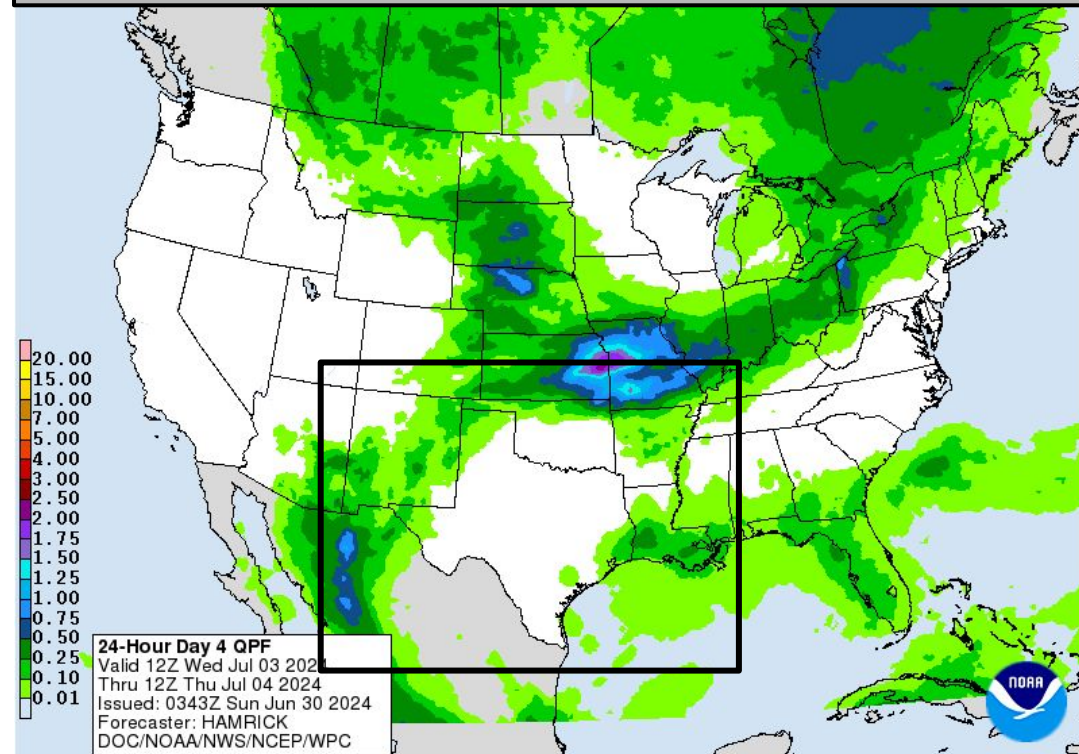 20.00
15.00
10.00
7.00
5.00
4.00
3.00
2.50
2.00
1.75
1.50
1.25
1.00
0.75
0.50
0.25
0.10
0.01
24-Hour Day 4 QPF
Valid 12Z Wed Jul 03 2024
Thru 12Z Thu Jul 04 2024
Issued: 0343Z Sun Jun 30 2024
Forecaster: HAMRICK
DOC/NOAA/NWS/NCEP/WPC
NOAA